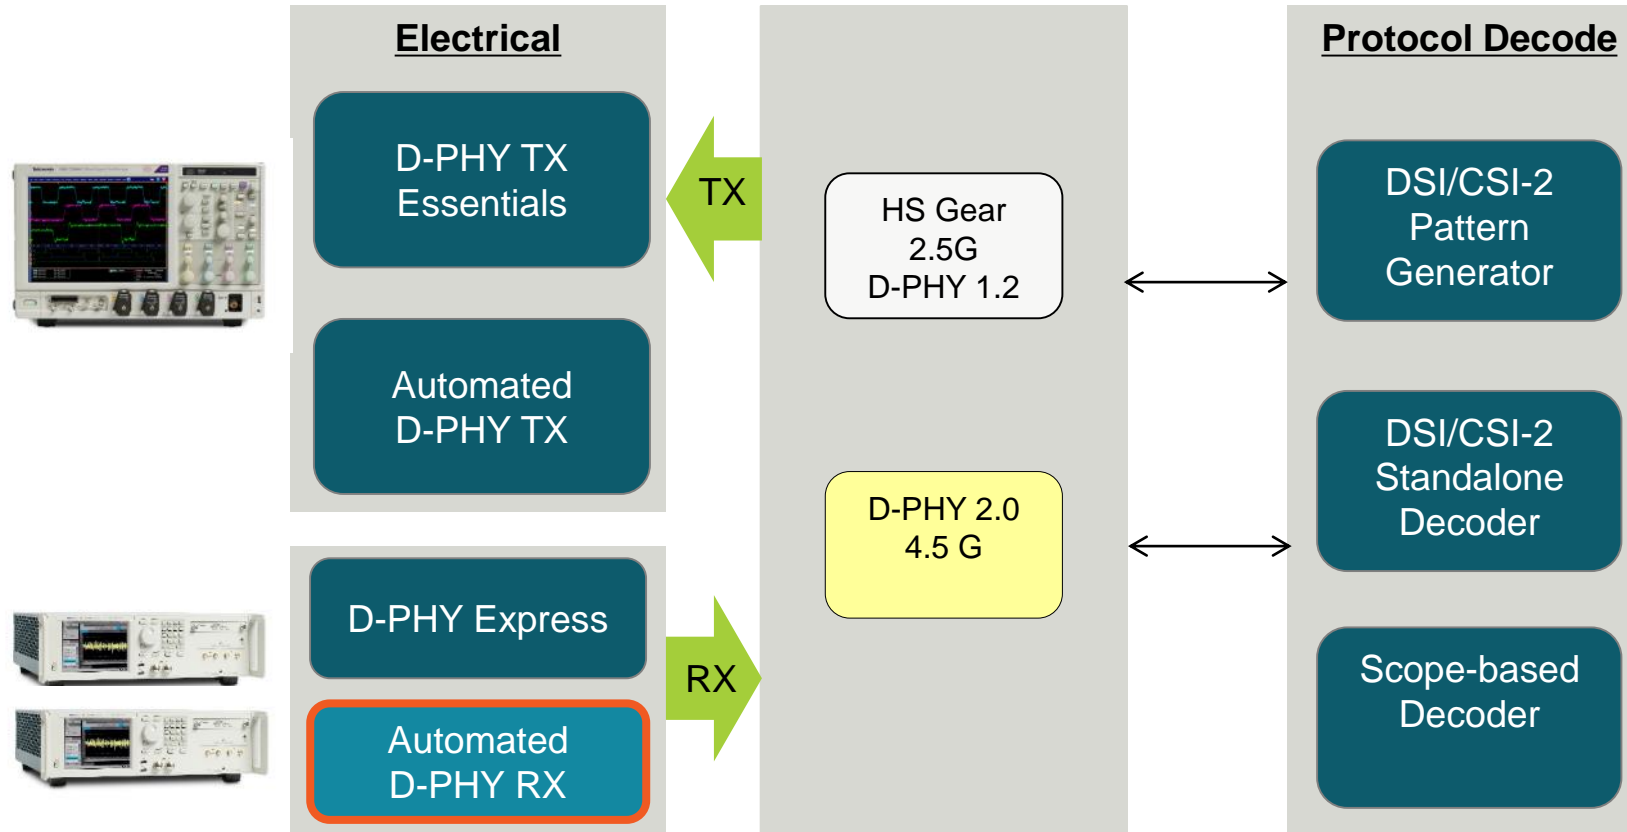 Electrical
D-PHY TX
Essentials
Automated
D-PHY TX
D-PHY Express
Automated
D-PHY RX
TX
RX
HS Gear
2.5G
D-PHY 1.2
D-PHY 2.0
4.5 G
Protocol Decode
DSI/CSI-2
Pattern
Generator
DSI/CSI-2
Standalone
Decoder
Scope-based
Decoder
Tektronix